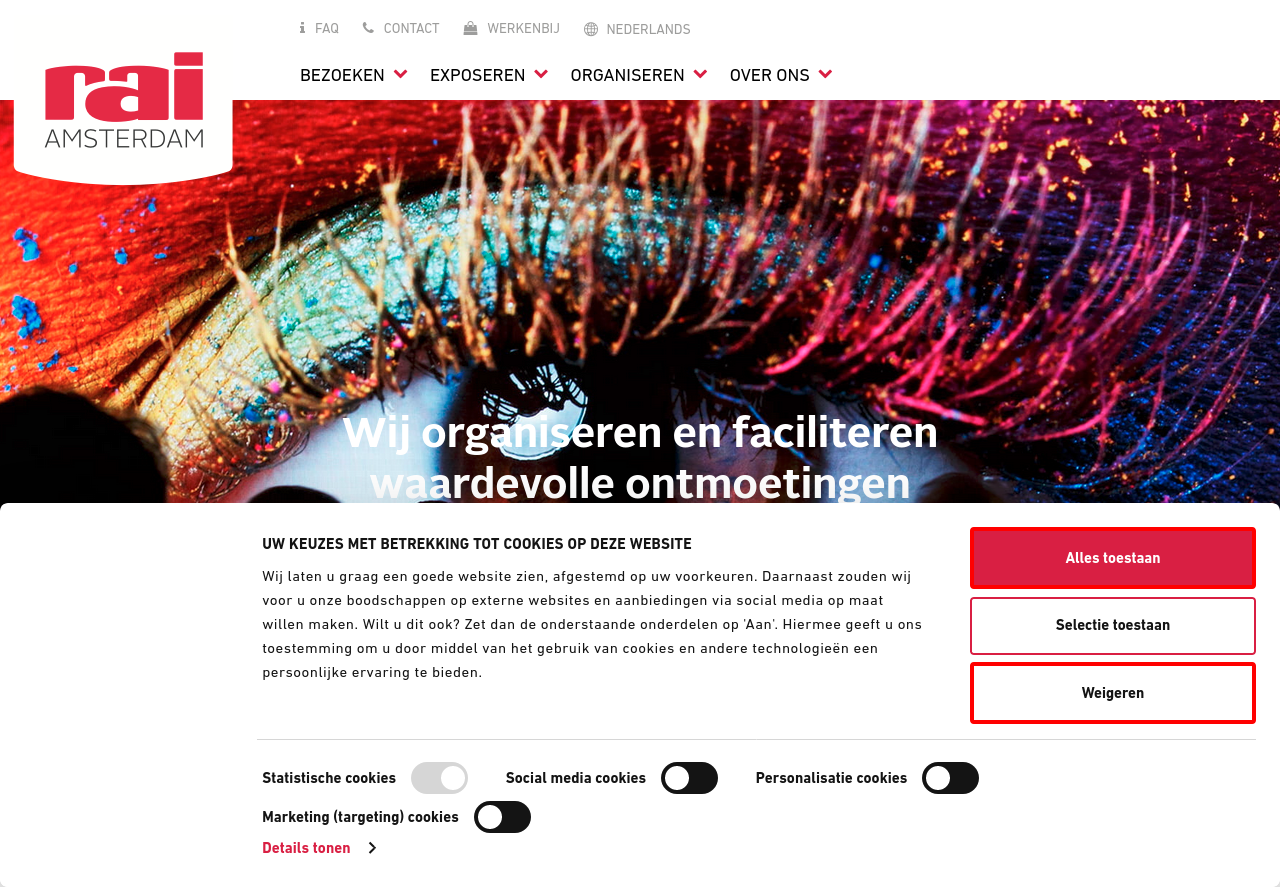 FAQ CONTACT WERKENBIJ NEDERLANDS
rai
AMSTERDAM
BEZOEKEN EXPOSEREN ORGANISEREN OVER ONS
Wij organiseren en faciliteren
waardevolle ontmoetingen
UW KEUZES MET BETREKKING TOT COOKIES OP DEZE WEBSITE
Wij laten u graag een goede website zien, afgestemd op uw voorkeuren. Daarnaast zouden wij
voor u onze boodschappen op externe websites en aanbiedingen via social media op maat
willen maken. Wilt u dit ook? Zet dan de onderstaande onderdelen op 'Aan'. Hiermee geeft u ons
toestemming om u door middel van het gebruik van cookies en andere technologieën een
persoonlijke ervaring te bieden.
Alles toestaan
Selectie toestaan
Weigeren
Statistische cookies Social media cookies Personalisatie cookies
Marketing (targeting) cookies
Details tonen